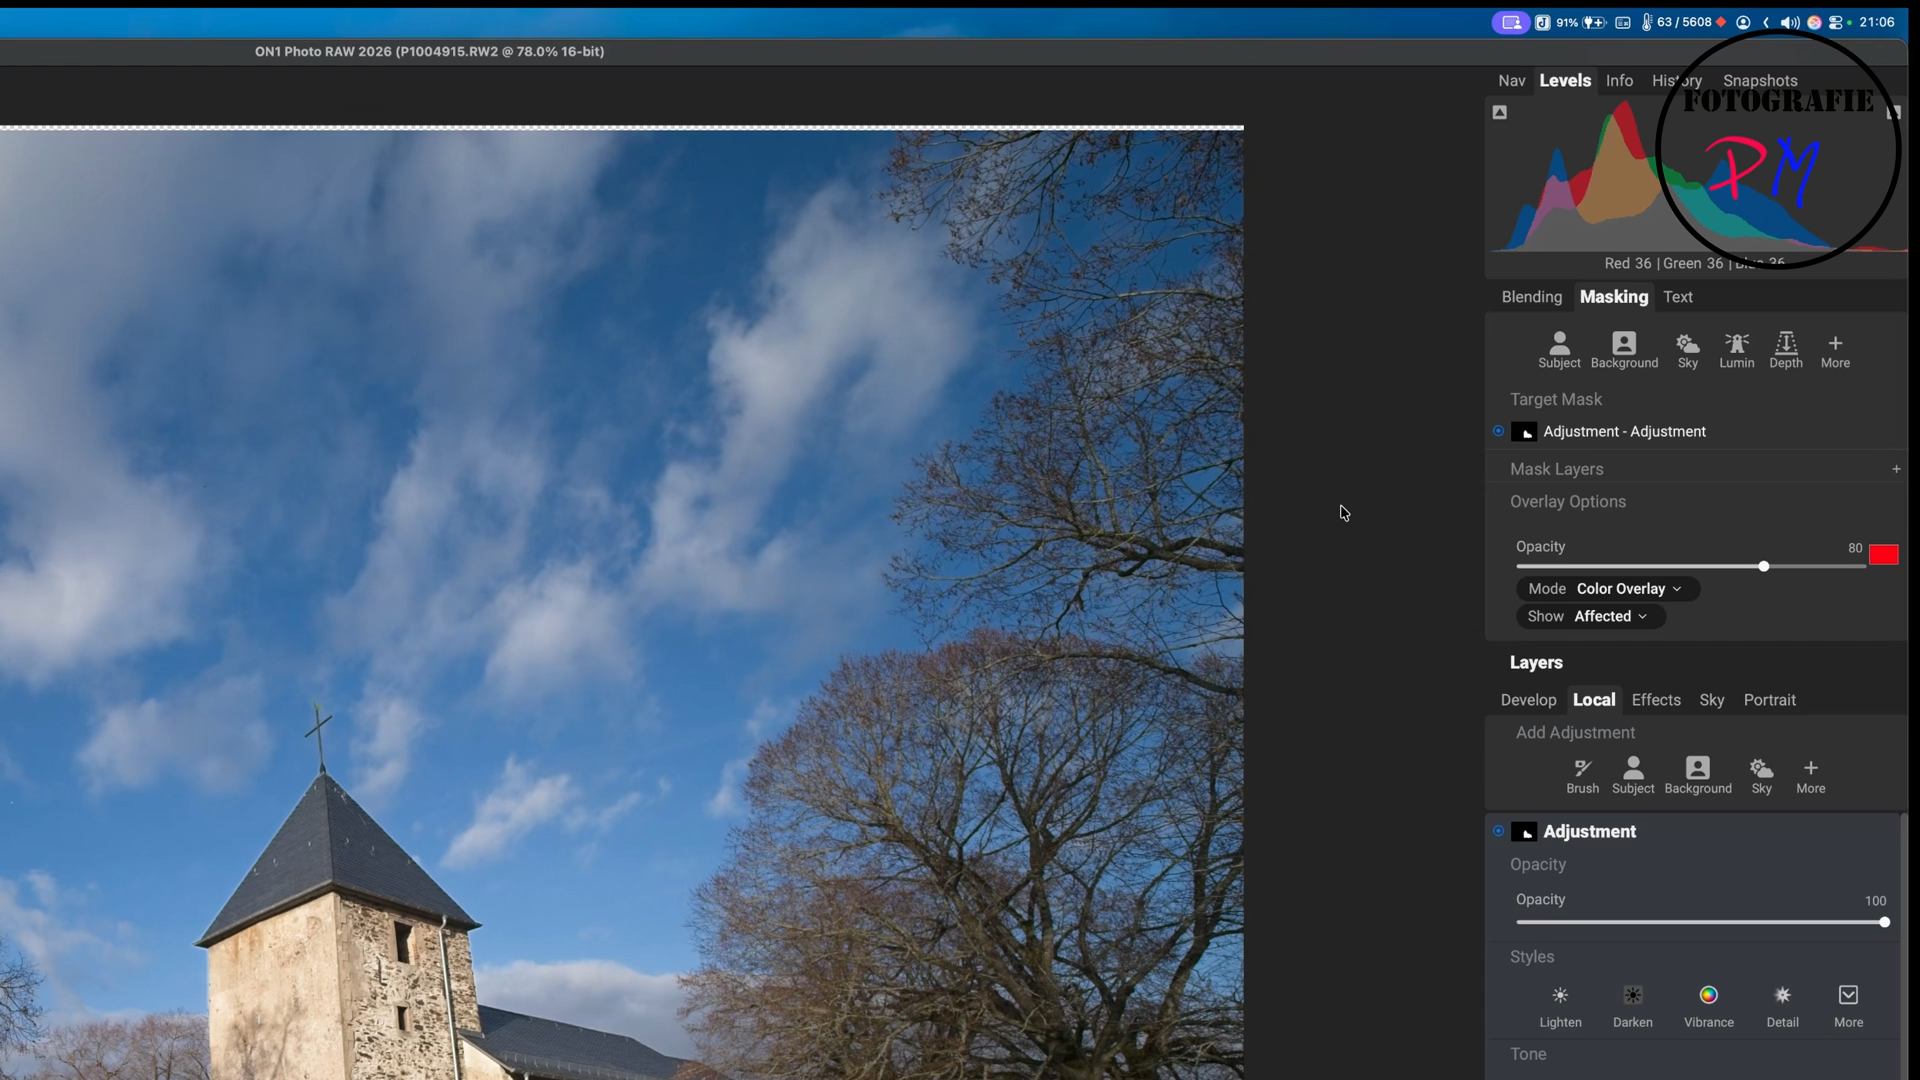 91% 63 / 5608 21:06
ON1 Photo RAW 2026 (P1004915.RW2 @ 78.0% 16-bit)
Nav Levels Info History Snapshots
FOTOGRAFIE
PM
Red 36 | Green 36 | Blue 36
Blending Masking Text
Subject Background Sky Lumin Depth More
Target Mask
Adjustment - Adjustment
Mask Layers
Overlay Options
Opacity 80
Mode Color Overlay
Show Affected
Layers
Develop Local Effects Sky Portrait
Add Adjustment
Brush Subject Background Sky More
Adjustment
Opacity
Opacity 100
Styles
Lighten Darken Vibrance Detail More
Tone